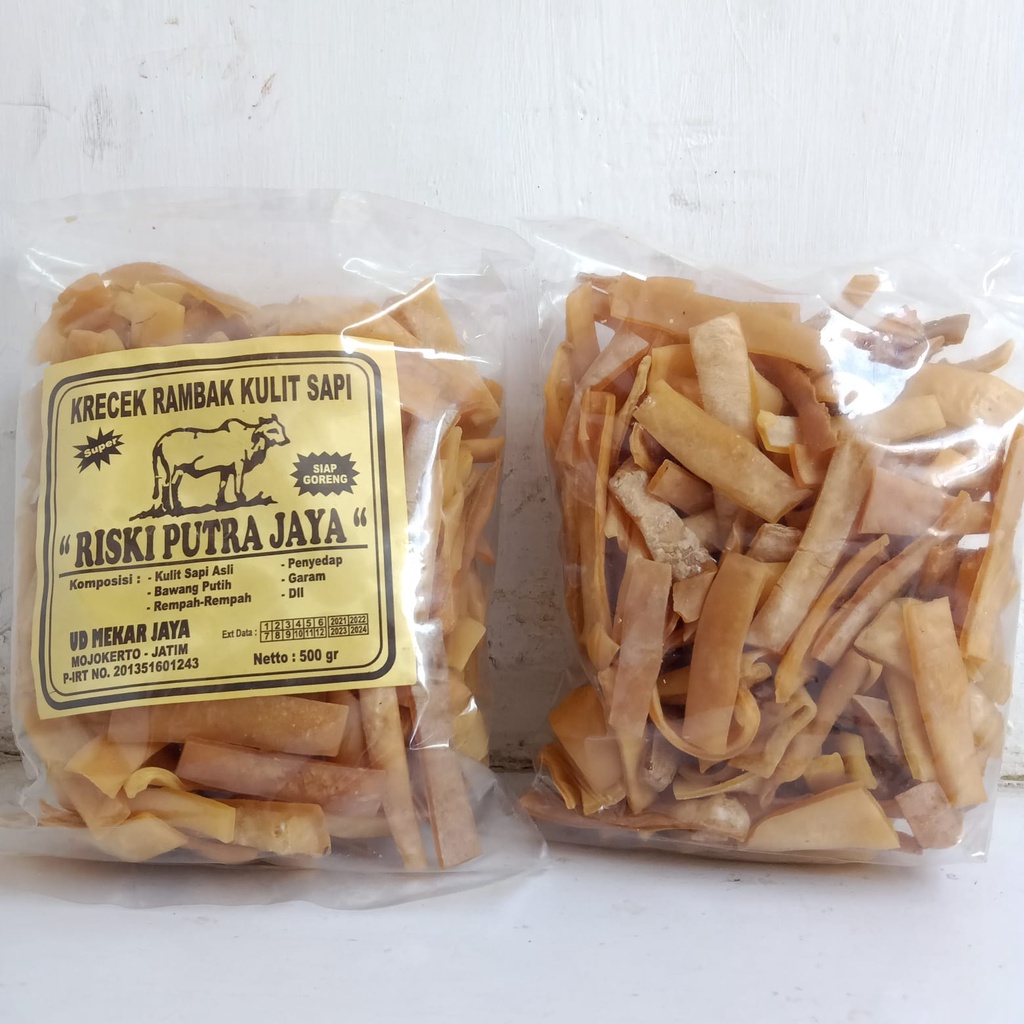 KRECEK RAMBAK KULIT SAPI
Super
SIAP
GORENG
“ RISKI PUTRA JAYA “
Komposisi : - Kulit Sapi Asli
- Bawang Putih
- Rempah-Rempah
- Penyedap
- Garam
- Dll
UD MEKAR JAYA
MOJOKERTO - JATIM
P-IRT NO. 201351601243
Ext Data : 1 2 3 4 5 6 2021 2022
7 8 9 10 11 12 2023 2024
Netto : 500 gr